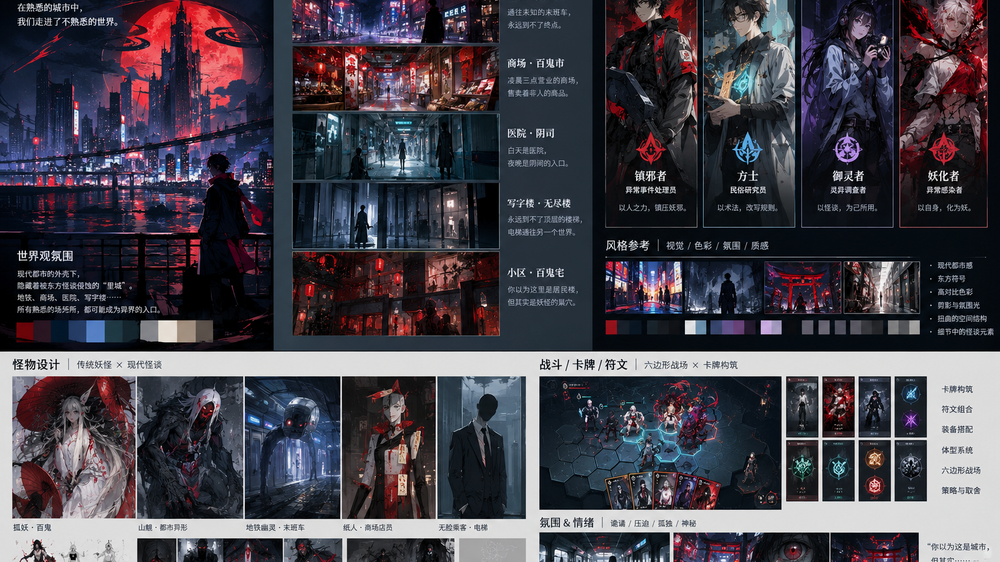 在熟悉的城市中，
我们走进了不熟悉的世界。
世界观氛围
现代都市的外壳下，
隐藏着被东方怪谈侵蚀的“里城”。
地铁、商场、医院、写字楼……
所有熟悉的场所所，都可能成为异界的入口。
通往未知的末班车，
永远到不了终点。
商场·百鬼市
凌晨三点营业的商场，
售卖着非人的商品。
医院·阴司
白天是医院，
夜晚是阴间的入口。
写字楼·无尽楼
永远到不了顶层的楼梯，
电梯通往另一个世界。
小区·百鬼宅
你以为这里是居民楼，
但其实是妖怪的巢穴。
镇邪者
异常事件处理员
以人之力，镇压妖邪。
方士
民俗研究员
以术法，改写规则。
御灵者
灵异调查者
以怪谈，为己所用。
妖化者
异常感染者
以自身，化为妖。
风格参考｜视觉 / 色彩 / 氛围 / 质感
· 现代都市感
· 东方符号
· 高对比色彩
· 剪影与氛围光
· 扭曲的空间结构
· 细节中的怪谈元素
怪物设计｜传统妖怪 × 现代怪谈
狐妖·百鬼
山魈·都市异形
地铁幽灵·末班车
纸人·商场店员
无脸乘客·电梯
战斗 / 卡牌 / 符文｜六边形战场 × 卡牌构筑
卡牌构筑
符文组合
装备搭配
体型系统
六边形战场
策略与取舍
氛围 & 情绪｜诡谲 / 压迫 / 孤独 / 神秘
“你以为这是城市，